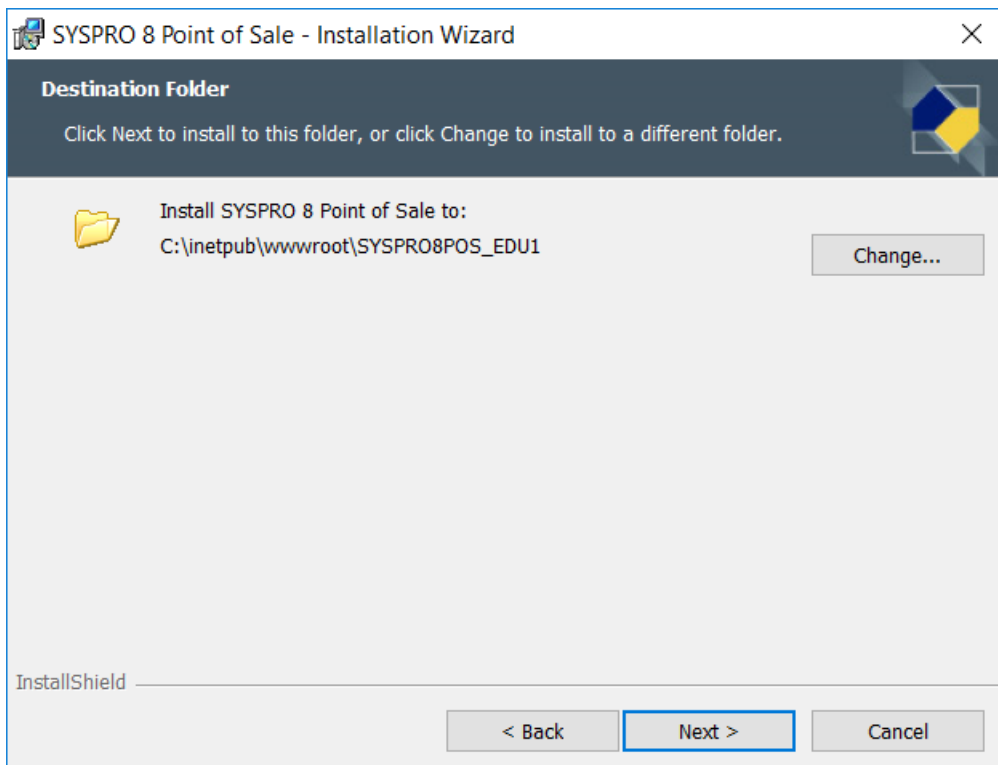 SYSPRO 8 Point of Sale - Installation Wizard
Destination Folder
Click Next to install to this folder, or click Change to install to a different folder.
Install SYSPRO 8 Point of Sale to:
C:\inetpub\wwwroot\SYSPRO8POS_EDU1
Change...
InstallShield
< Back
Next >
Cancel